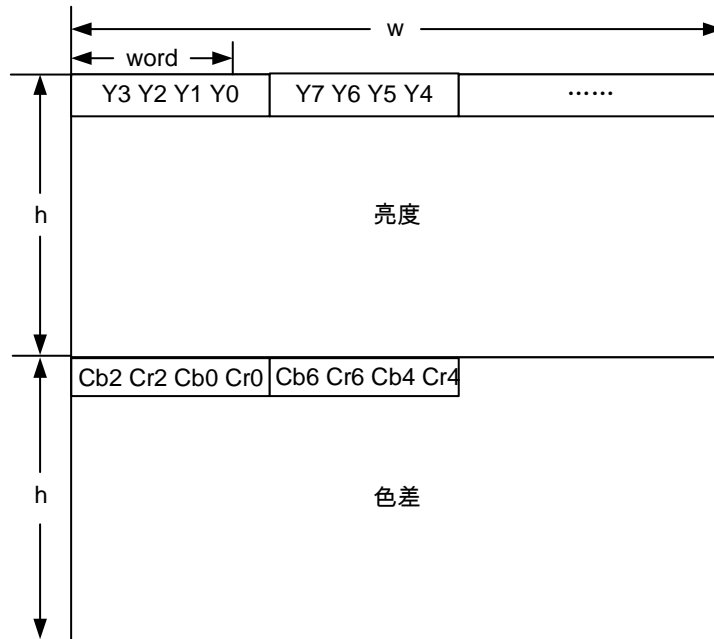 w
word
Y3 Y2 Y1 Y0
Y7 Y6 Y5 Y4
……
h
亮度
Cb2 Cr2 Cb0 Cr0
Cb6 Cr6 Cb4 Cr4
h
色差